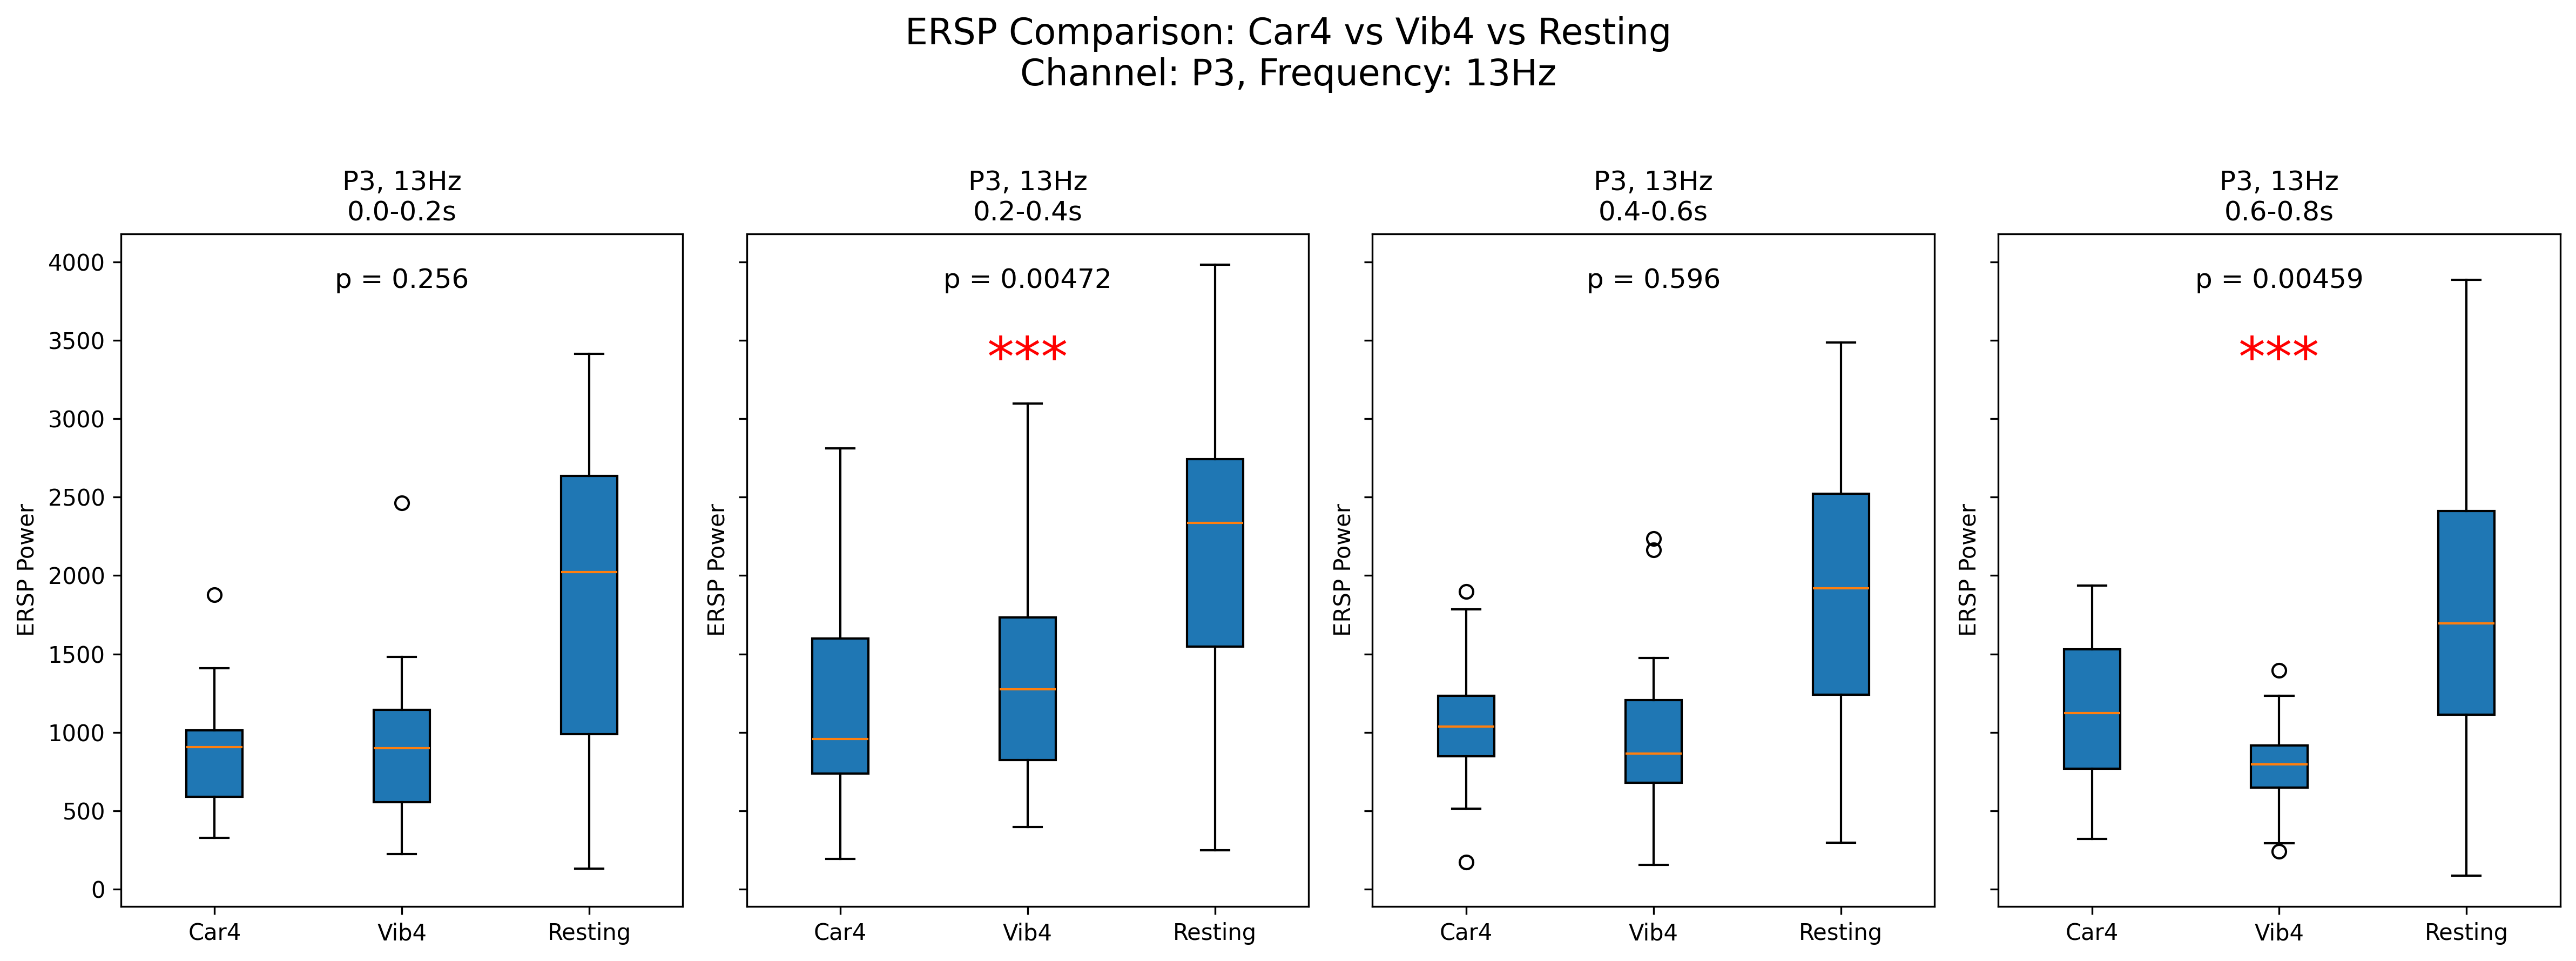 ERSP Comparison: Car4 vs Vib4 vs Resting
Channel: P3, Frequency: 13Hz
P3, 13Hz
0.0-0.2s
p = 0.256
ERSP Power
4000
3500
3000
2500
2000
1500
1000
500
0
Car4 Vib4 Resting
P3, 13Hz
0.2-0.4s
p = 0.00472
***
ERSP Power
Car4 Vib4 Resting
P3, 13Hz
0.4-0.6s
p = 0.596
ERSP Power
Car4 Vib4 Resting
P3, 13Hz
0.6-0.8s
p = 0.00459
***
ERSP Power
Car4 Vib4 Resting